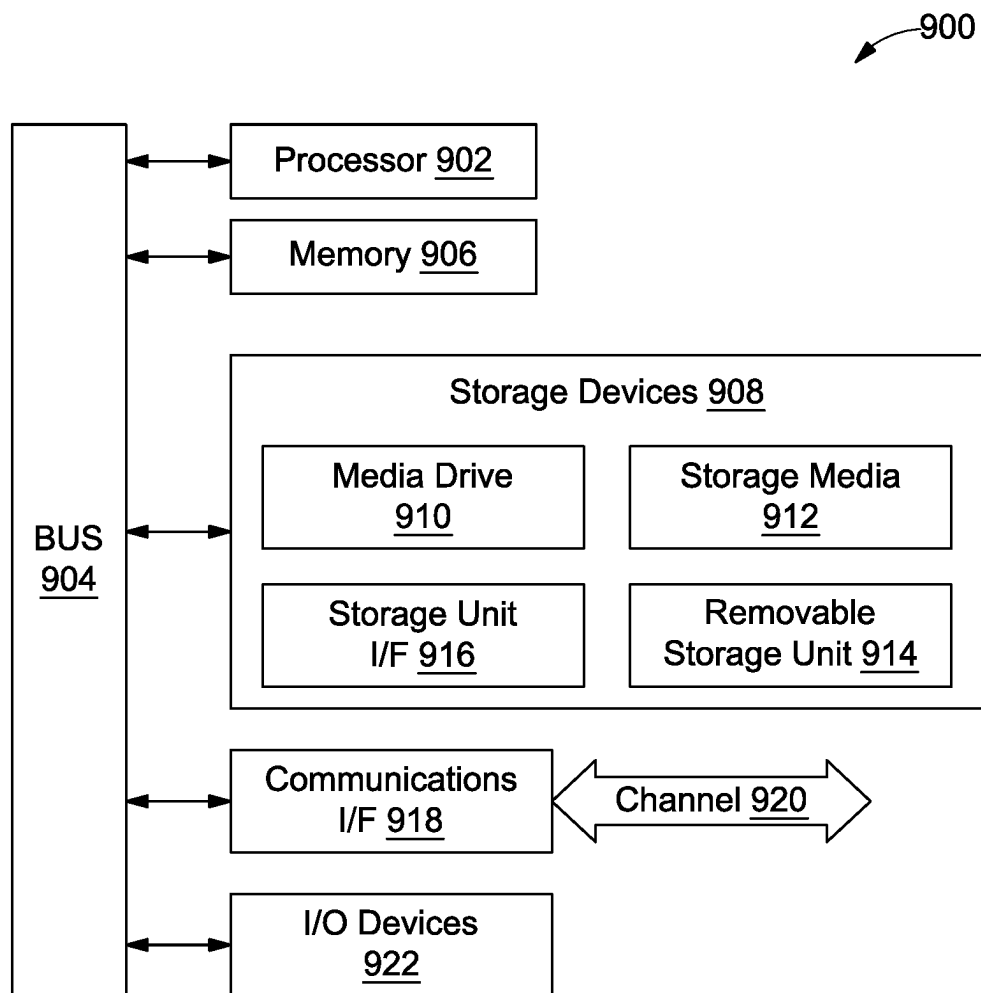 900
Processor 902
Memory 906
Storage Devices 908
Media Drive
910
Storage Media
912
Storage Unit
I/F 916
Removable
Storage Unit 914
BUS
904
Communications
I/F 918
Channel 920
I/O Devices
922